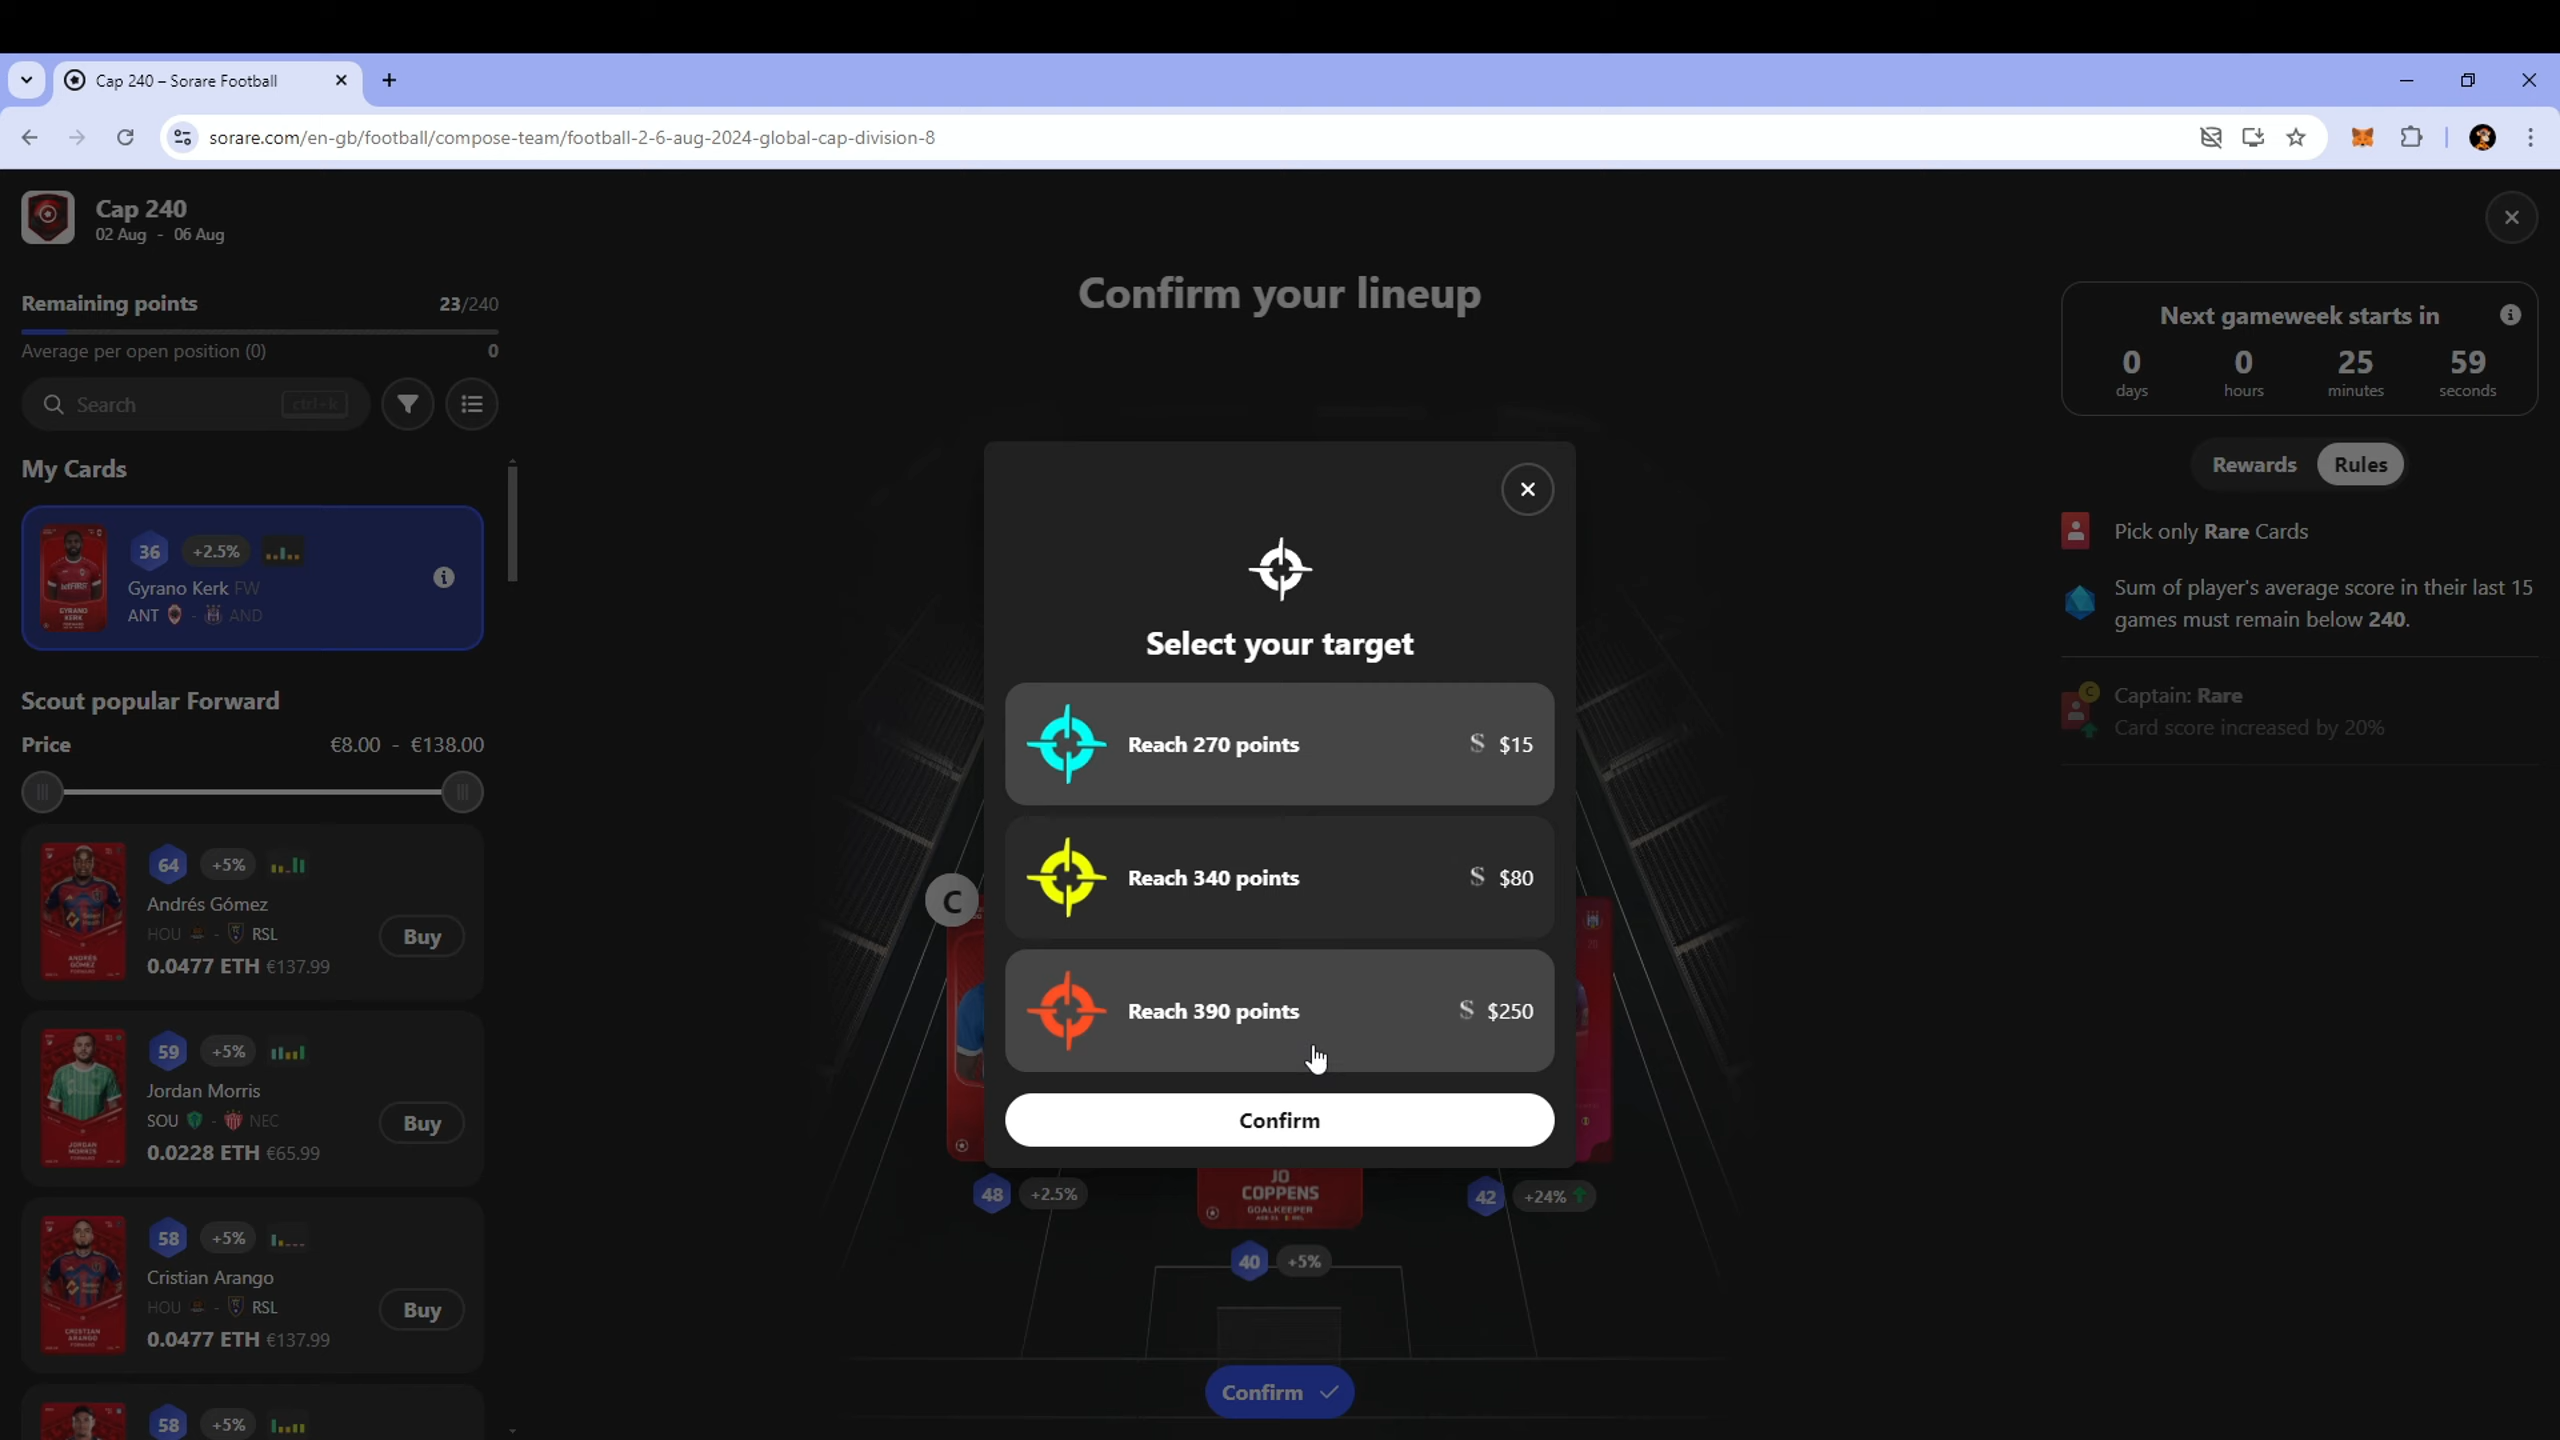 Cap 240 – Sorare Football
sorare.com/en-gb/football/compose-team/football-2-6-aug-2024-global-cap-division-8
Cap 240
02 Aug - 06 Aug
Remaining points 23/240
Average per open position (0) 0
Search ctrl-k
My Cards
36 +2.5%
Gyrano Kerk FW
ANT - AND
GYRANO
KERK
Scout popular Forward
Price €8.00 - €138.00
64 +5%
Andrés Gómez
HOU - RSL
0.0477 ETH €137.99
Buy
ANDRÉS
GÓMEZ
59 +5%
Jordan Morris
SOU - NEC
0.0228 ETH €65.99
Buy
JORDAN
MORRIS
58 +5%
Cristian Arango
HOU - RSL
0.0477 ETH €137.99
Buy
CRISTIAN
ARANGO
58 +5%
Confirm your lineup
Select your target
Reach 270 points $15
Reach 340 points $80
Reach 390 points $250
Confirm
C
48 +2.5%
JO
COPPENS
GOALKEEPER
42 +24%
40 +5%
Confirm
Next gameweek starts in
0 0 25 59
days hours minutes seconds
Rewards Rules
Pick only Rare Cards
Sum of player's average score in their last 15
games must remain below 240.
C
Captain: Rare
Card score increased by 20%